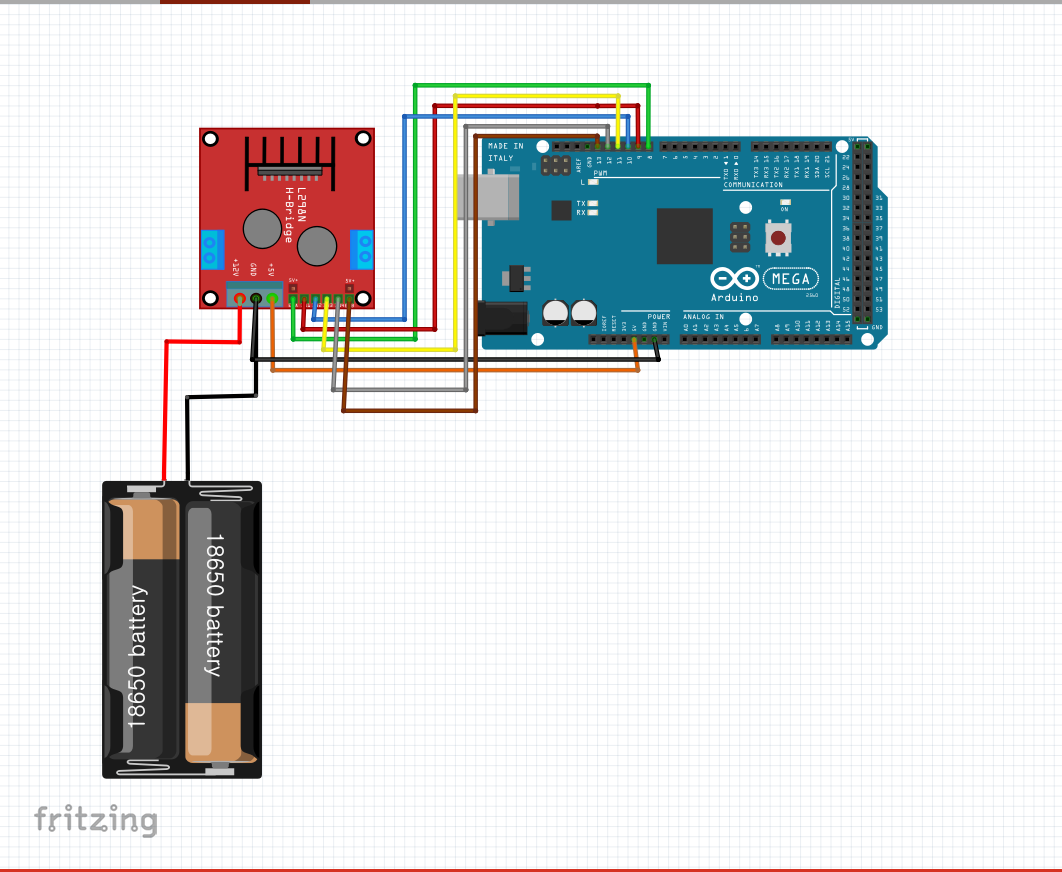 MADE IN
ITALY
AREF
GND
13
12
11
10
9
8
7
6
5
4
3
2
TX0 ▶ 1
RX0 ◀ 0
TX3 14
RX3 15
TX2 16
RX2 17
TX1 18
RX1 19
SDA 20
SCL 21
PWM
COMMUNICATION
L
TX
RX
ON
5V
22
24
26
28
30
32
34
36
38
40
42
44
46
48
50
52
31
33
35
37
39
41
43
45
47
49
51
53
GND
DIGITAL
Arduino
MEGA
2560
POWER
ANALOG IN
IOREF
RESET
3V3
5V
GND
GND
VIN
A0
A1
A2
A3
A4
A5
A7
A8
A9
A10
A11
A12
A13
A14
A15
L298N
H-Bridge
+12V
GND
+5V
5V+
5V+
18650 battery
18650 battery
fritzing